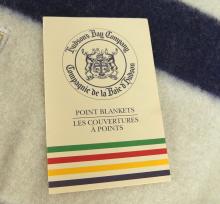 Hudson's Bay Company
Compagnie de la Baie d'Hudson
POINT BLANKETS
LES COUVERTURES
À POINTS